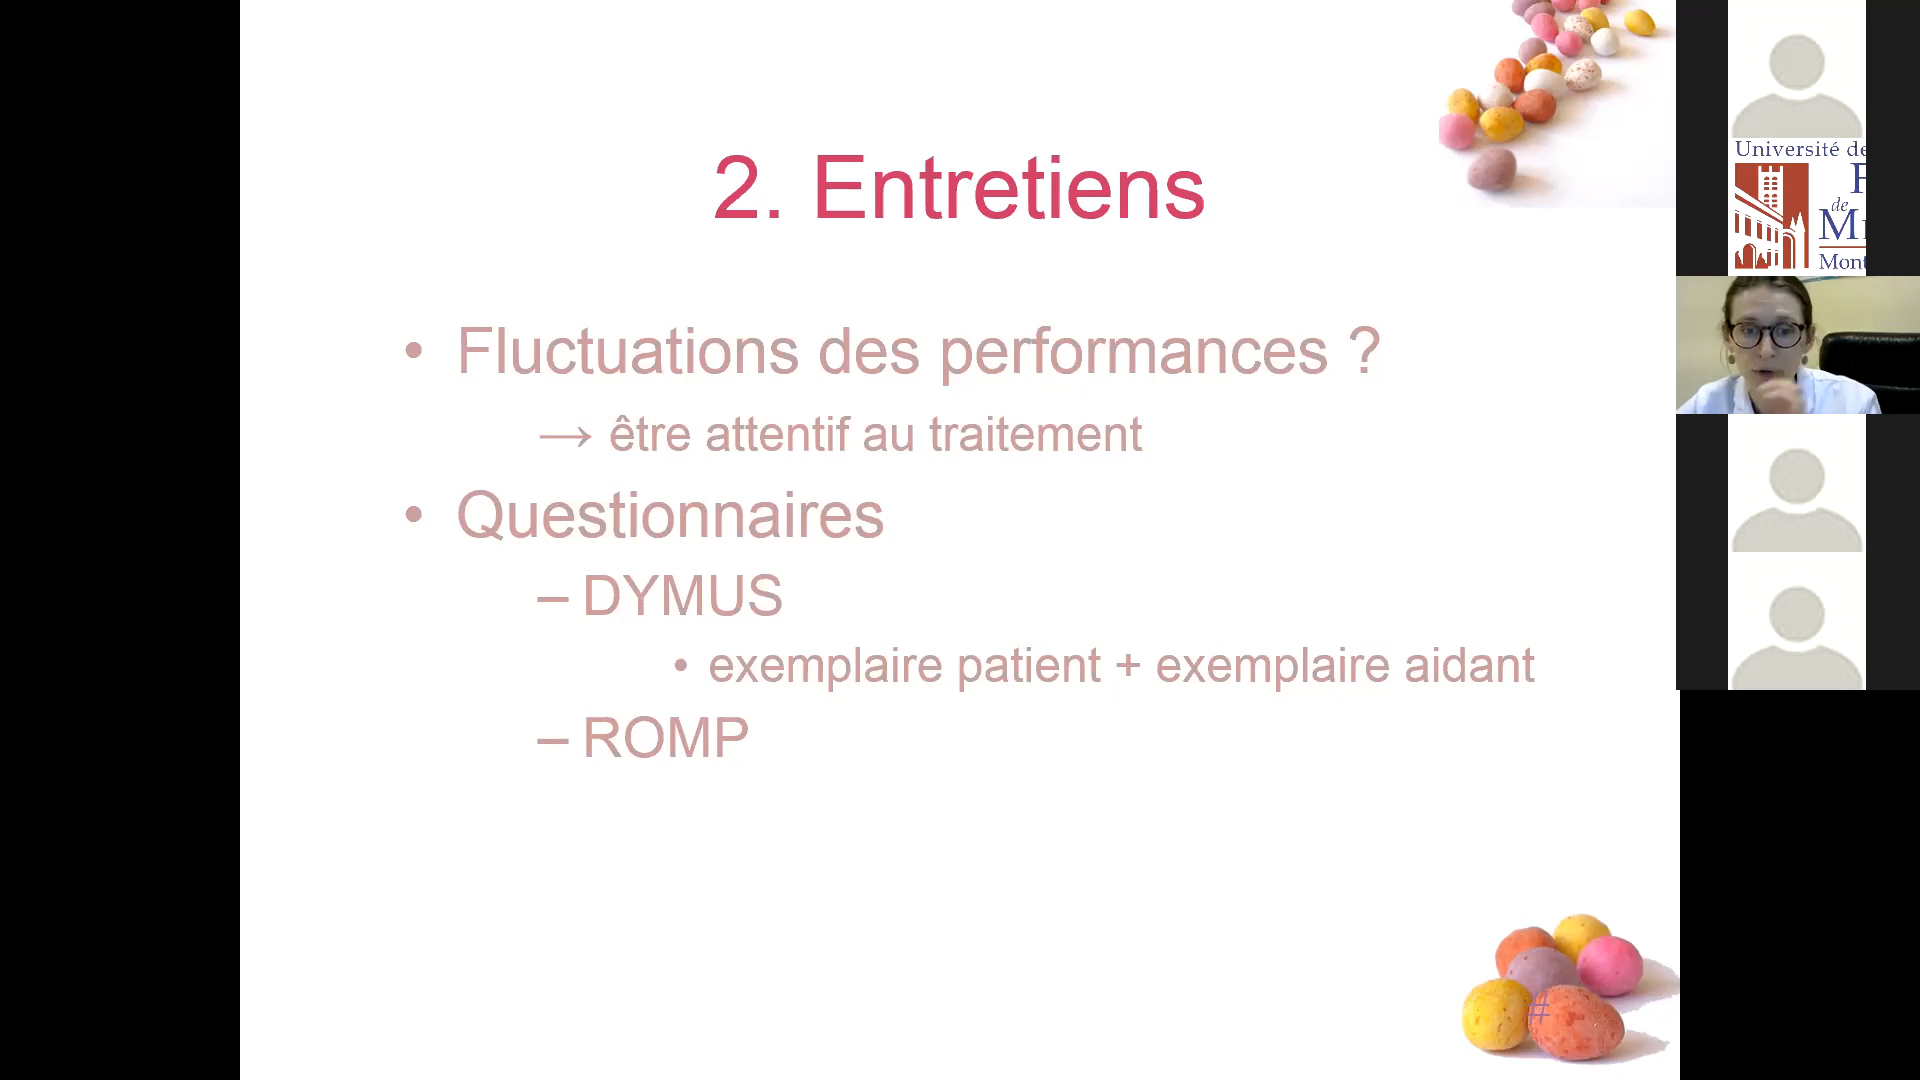 2. Entretiens
• Fluctuations des performances ?
→ être attentif au traitement
• Questionnaires
– DYMUS
• exemplaire patient + exemplaire aidant
– ROMP
#
Université de
F
de
M
Mont